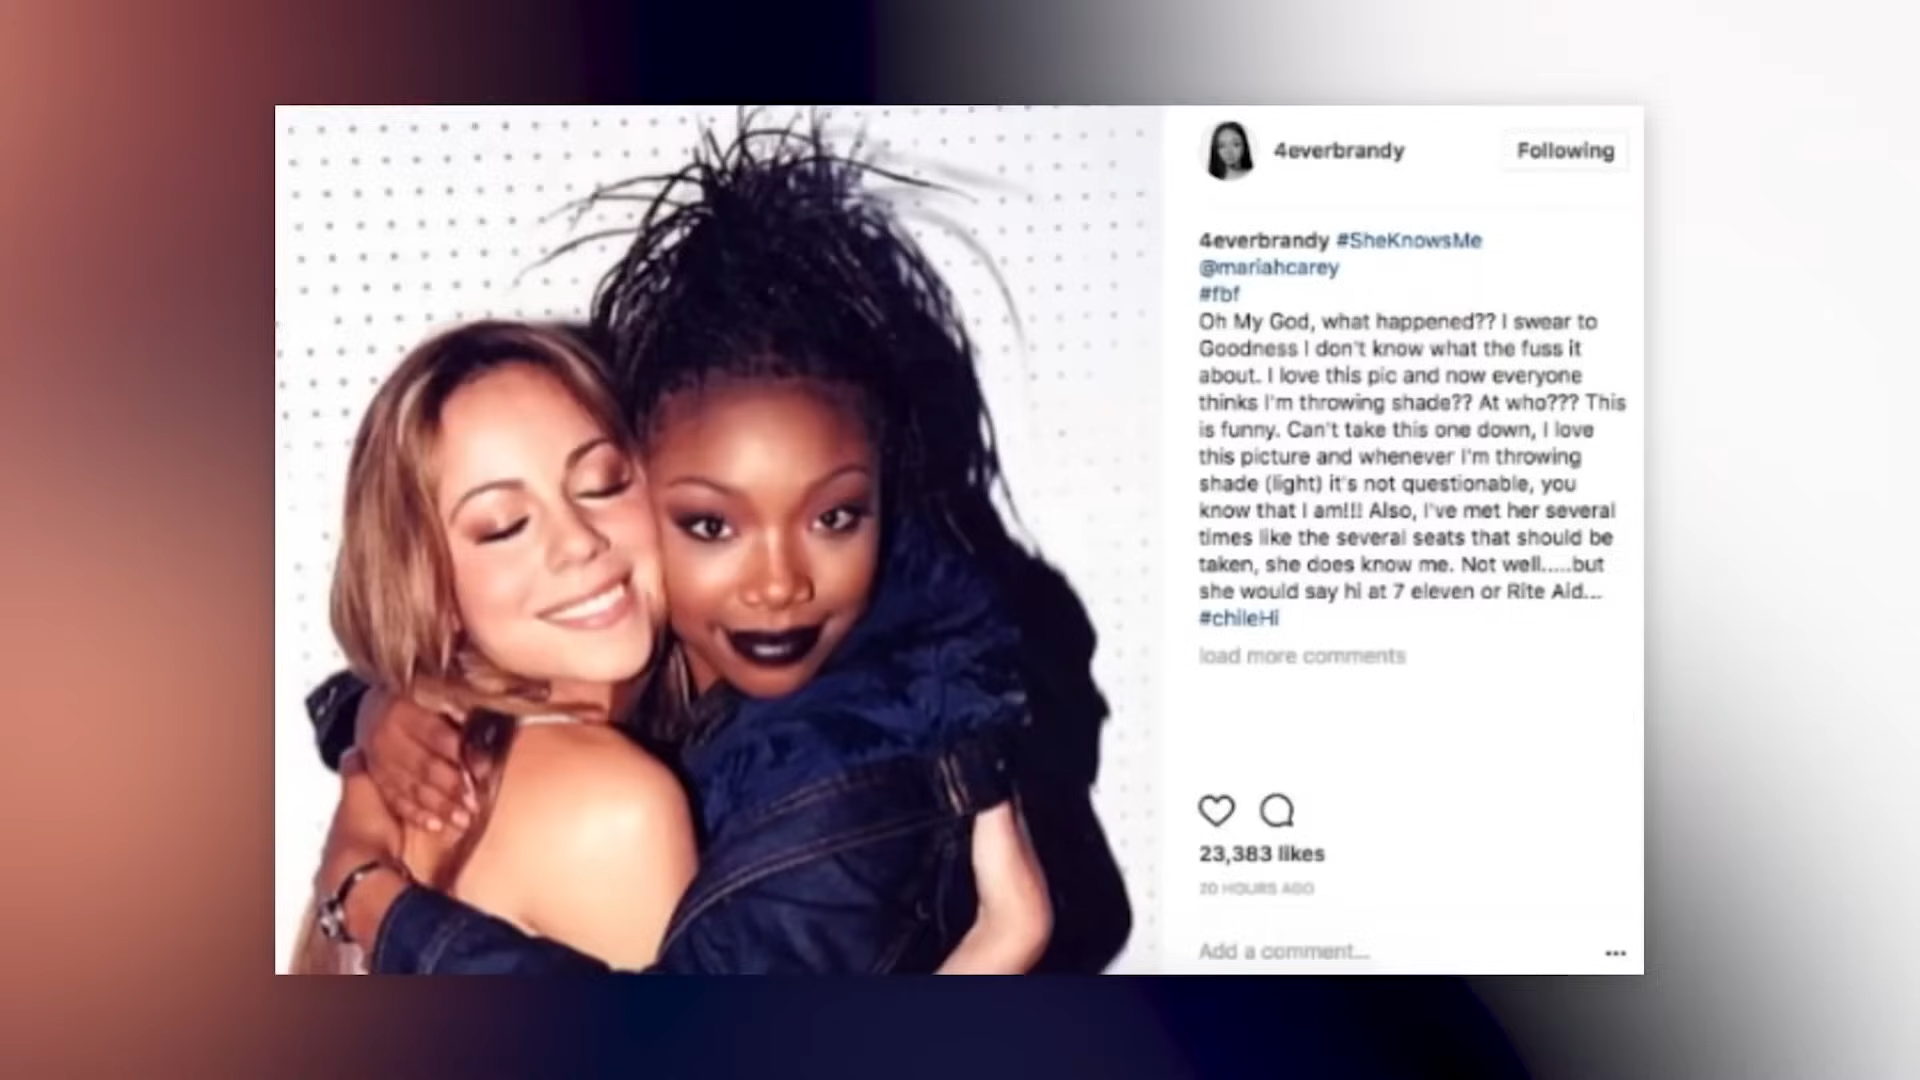 4everbrandy Following
4everbrandy #SheKnowsMe
@mariahcarey
#fbf
Oh My God, what happened?? I swear to
Goodness I don't know what the fuss it
about. I love this pic and now everyone
thinks I'm throwing shade?? At who??? This
is funny. Can't take this one down, I love
this picture and whenever I'm throwing
shade (light) it's not questionable, you
know that I am!!! Also, I've met her several
times like the several seats that should be
taken, she does know me. Not well.....but
she would say hi at 7 eleven or Rite Aid...
#chileHi
load more comments
23,383 likes
20 HOURS AGO
Add a comment...